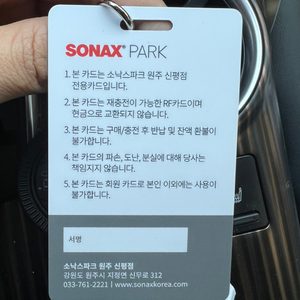 SONAX® PARK
1. 본 카드는 소낙스파크 원주 신평점
전용카드입니다.
2. 본 카드는 재충전이 가능한 RF카드이며
현금으로 교환되지 않습니다.
3. 본 카드는 구매/충전 후 반납 및 잔액 환불이
불가합니다.
4. 본 카드의 파손, 도난, 분실에 대해 당사는
책임지지 않습니다.
5. 본 카드는 회원 카드로 본인 이외에는 사용이
불가합니다.
서명
소낙스파크 원주 신평점
강원도 원주시 지정면 신무로 312
033-761-2221 | www.sonaxkorea.com